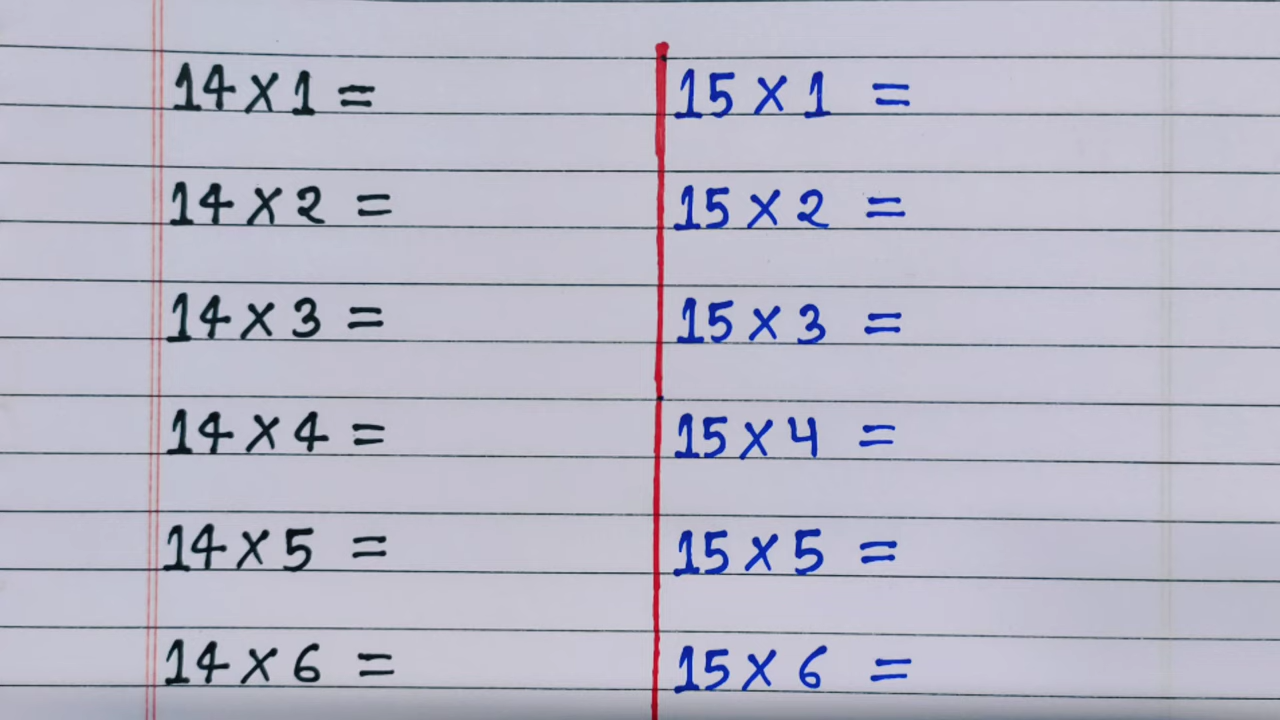 14 × 1 =
14 × 2 =
14 × 3 =
14 × 4 =
14 × 5 =
14 × 6 =
15 × 1 =
15 × 2 =
15 × 3 =
15 × 4 =
15 × 5 =
15 × 6 =